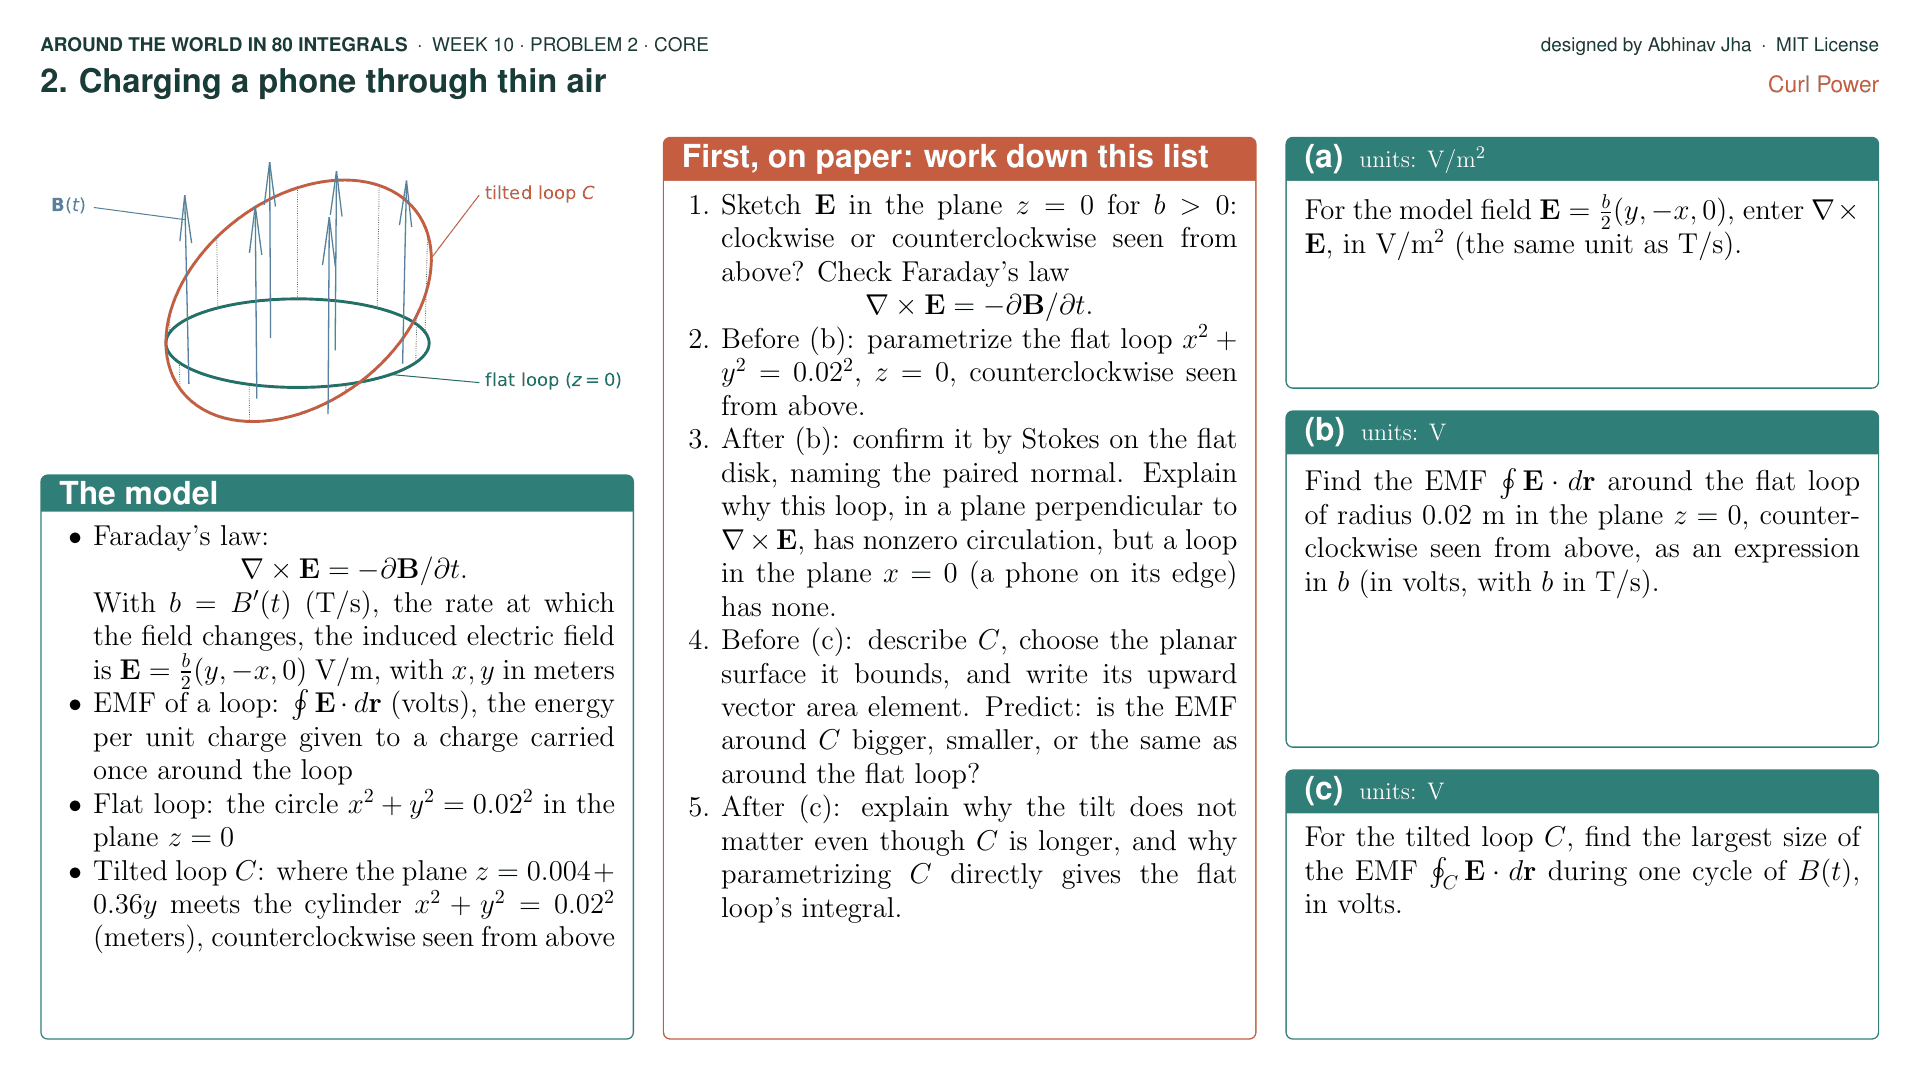 AROUND THE WORLD IN 80 INTEGRALS · WEEK 10 · PROBLEM 2 · CORE
designed by Abhinav Jha · MIT License
2. Charging a phone through thin air
Curl Power
B(t)
tilted loop C
flat loop (z = 0)
The model
• Faraday's law:
∇ × E = −∂B/∂t.
With b = B′(t) (T/s), the rate at which
the field changes, the induced electric field
is E = b/2(y, −x, 0) V/m, with x, y in meters
• EMF of a loop: ∮ E · dr (volts), the energy
per unit charge given to a charge carried
once around the loop
• Flat loop: the circle x² + y² = 0.02² in the
plane z = 0
• Tilted loop C: where the plane z = 0.004+
0.36y meets the cylinder x² + y² = 0.02²
(meters), counterclockwise seen from above
First, on paper: work down this list
1. Sketch E in the plane z = 0 for b > 0:
clockwise or counterclockwise seen from
above? Check Faraday's law
∇ × E = −∂B/∂t.
2. Before (b): parametrize the flat loop x² +
y² = 0.02², z = 0, counterclockwise seen
from above.
3. After (b): confirm it by Stokes on the flat
disk, naming the paired normal. Explain
why this loop, in a plane perpendicular to
∇ × E, has nonzero circulation, but a loop
in the plane x = 0 (a phone on its edge)
has none.
4. Before (c): describe C, choose the planar
surface it bounds, and write its upward
vector area element. Predict: is the EMF
around C bigger, smaller, or the same as
around the flat loop?
5. After (c): explain why the tilt does not
matter even though C is longer, and why
parametrizing C directly gives the flat
loop's integral.
(a) units: V/m²
For the model field E = b/2(y, −x, 0), enter ∇×
E, in V/m² (the same unit as T/s).
(b) units: V
Find the EMF ∮ E · dr around the flat loop
of radius 0.02 m in the plane z = 0, counter-
clockwise seen from above, as an expression
in b (in volts, with b in T/s).
(c) units: V
For the tilted loop C, find the largest size of
the EMF ∮_C E · dr during one cycle of B(t),
in volts.